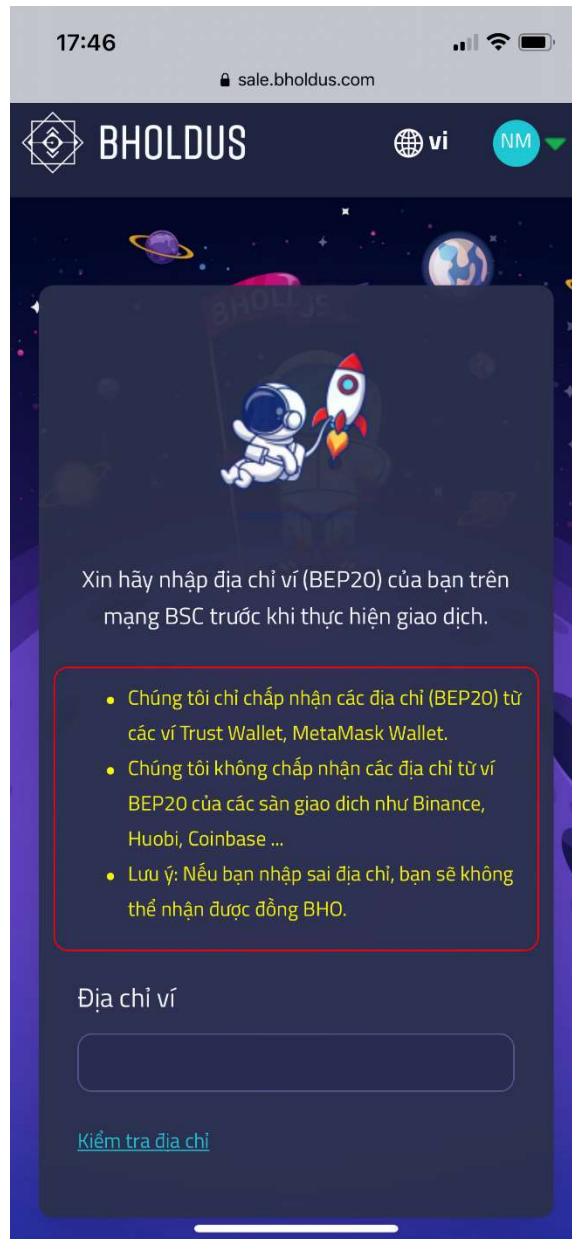 17:46
sale.bholdus.com
BHOLDUS
vi
NM
BHOLDUS
Xin hãy nhập địa chỉ ví (BEP20) của bạn trên
mạng BSC trước khi thực hiện giao dịch.
Chúng tôi chỉ chấp nhận các địa chỉ (BEP20) từ
các ví Trust Wallet, MetaMask Wallet.
Chúng tôi không chấp nhận các địa chỉ từ ví
BEP20 của các sàn giao dich như Binance,
Huobi, Coinbase ...
Lưu ý: Nếu bạn nhập sai địa chỉ, bạn sẽ không
thể nhận được đồng BHO.
Địa chỉ ví
Kiểm tra địa chỉ